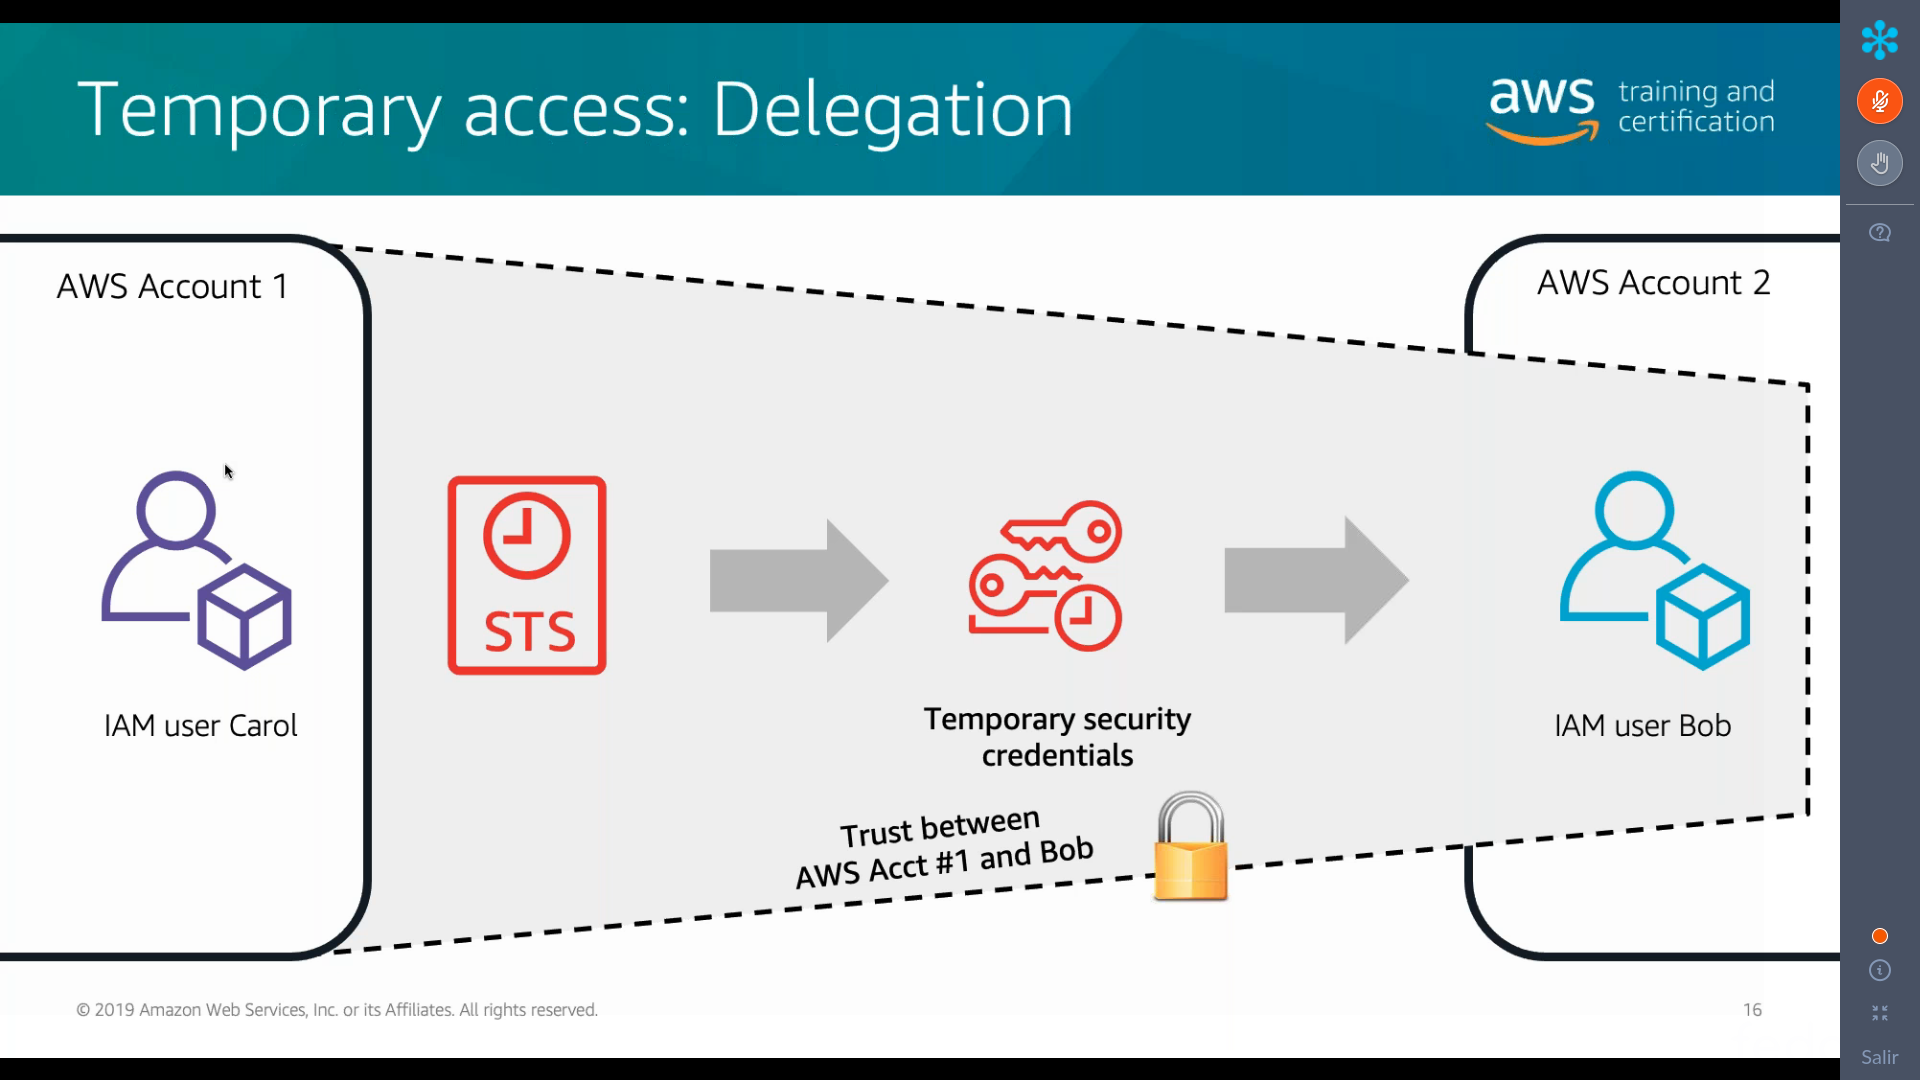 Temporary access: Delegation
aws
training and
certification
AWS Account 1
AWS Account 2
STS
IAM user Carol
Temporary security
credentials
IAM user Bob
Trust between
AWS Acct #1 and Bob
© 2019 Amazon Web Services, Inc. or its Affiliates. All rights reserved.
16
Salir